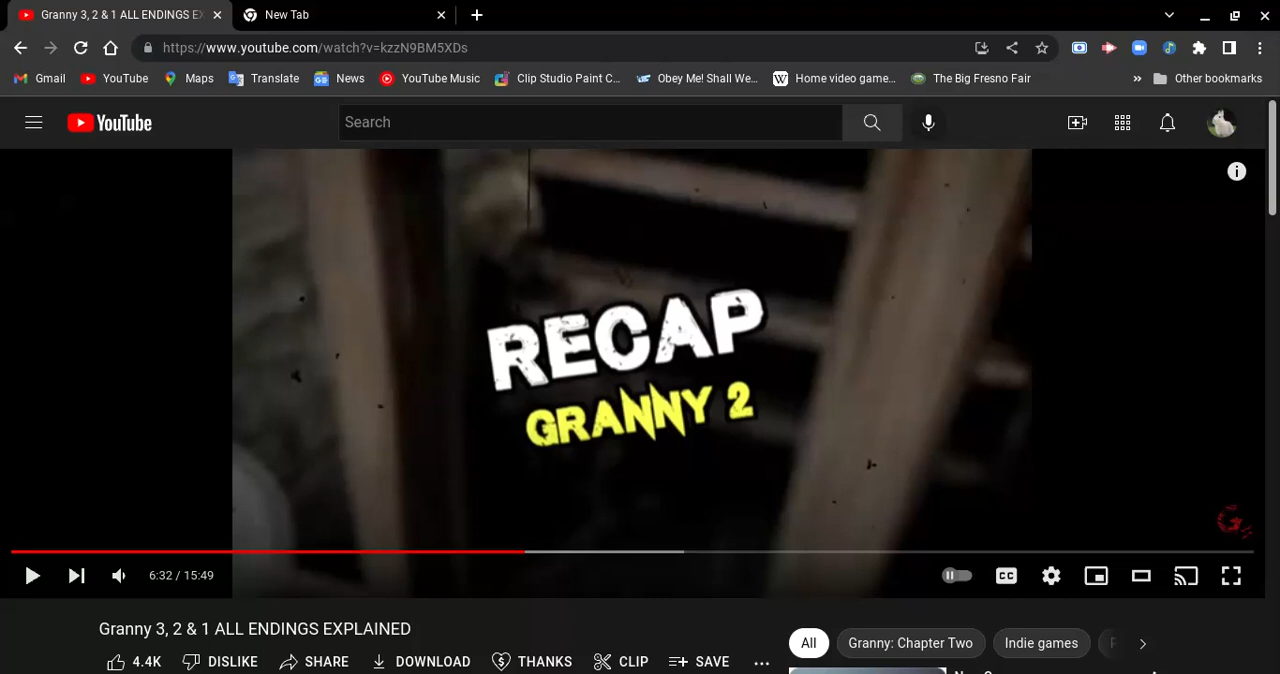 Granny 3, 2 & 1 ALL ENDINGS EX
New Tab
https://www.youtube.com/watch?v=kzzN9BM5XDs
Gmail YouTube Maps Translate News YouTube Music Clip Studio Paint C... Obey Me! Shall We... Home video game... The Big Fresno Fair » Other bookmarks
YouTube Search
RECAP
GRANNY 2
6:32 / 15:49 CC
Granny 3, 2 & 1 ALL ENDINGS EXPLAINED
All Granny: Chapter Two Indie games
4.4K DISLIKE SHARE DOWNLOAD THANKS CLIP SAVE ...